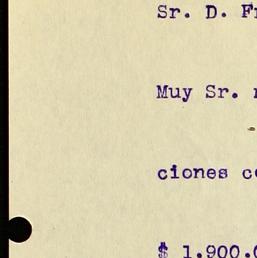 Sr. D.
Muy Sr.
ciones
$ 1.900.